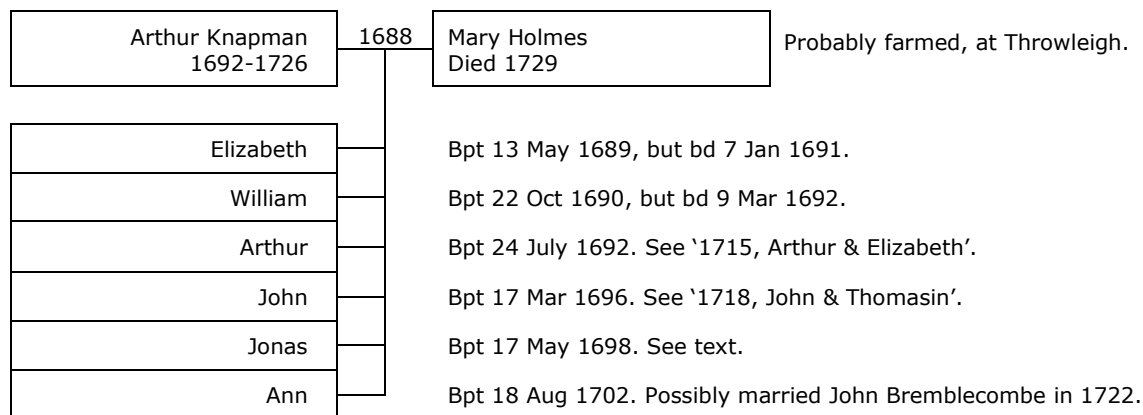 Arthur Knapman 1688 Mary Holmes Probably farmed, at Throwleigh.
1692-1726 Died 1729
Elizabeth Bpt 13 May 1689, but bd 7 Jan 1691.
William Bpt 22 Oct 1690, but bd 9 Mar 1692.
Arthur Bpt 24 July 1692. See ‘1715, Arthur & Elizabeth’.
John Bpt 17 Mar 1696. See ‘1718, John & Thomasin’.
Jonas Bpt 17 May 1698. See text.
Ann Bpt 18 Aug 1702. Possibly married John Bremblecombe in 1722.